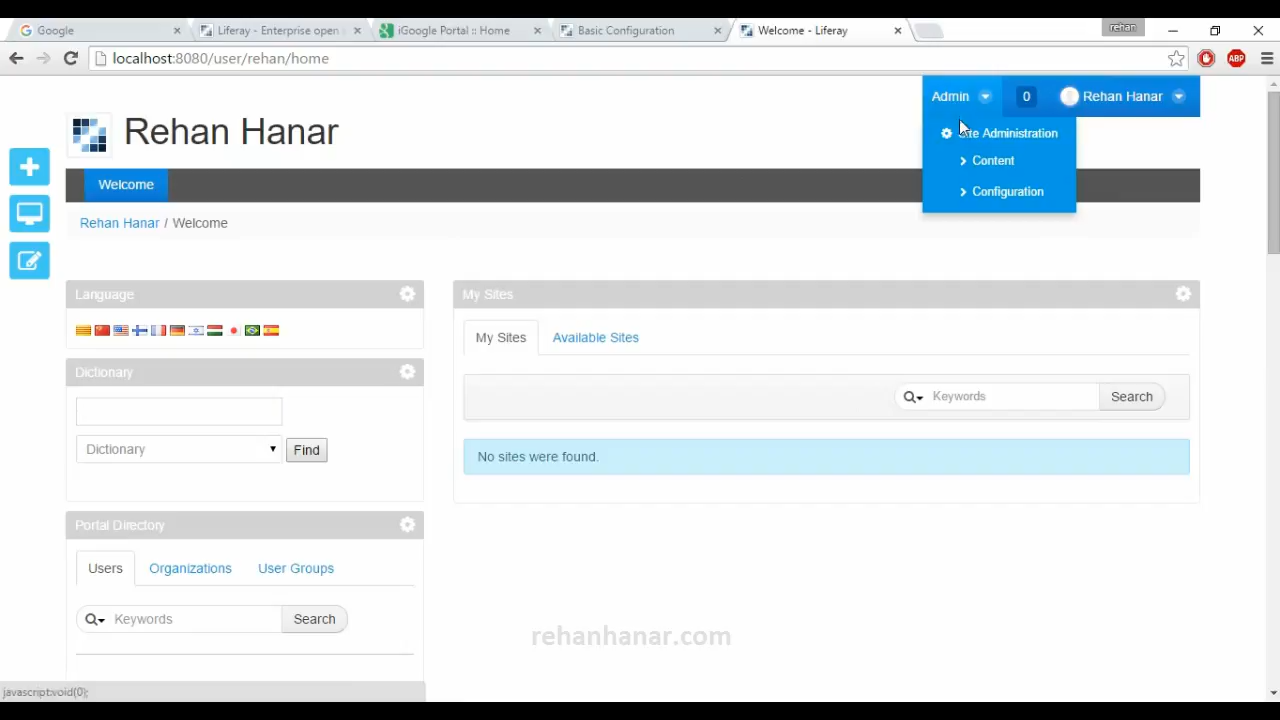 Google
Liferay - Enterprise open
iGoogle Portal :: Home
Basic Configuration
Welcome - Liferay
rehan
localhost:8080/user/rehan/home
ABP
Admin
0
Rehan Hanar
Rehan Hanar
Site Administration
Content
Configuration
Welcome
Rehan Hanar / Welcome
Language
Dictionary
Dictionary
Find
Portal Directory
Users
Organizations
User Groups
Keywords
Search
My Sites
My Sites
Available Sites
Keywords
Search
No sites were found.
rehanhanar.com
javascript:void(0);